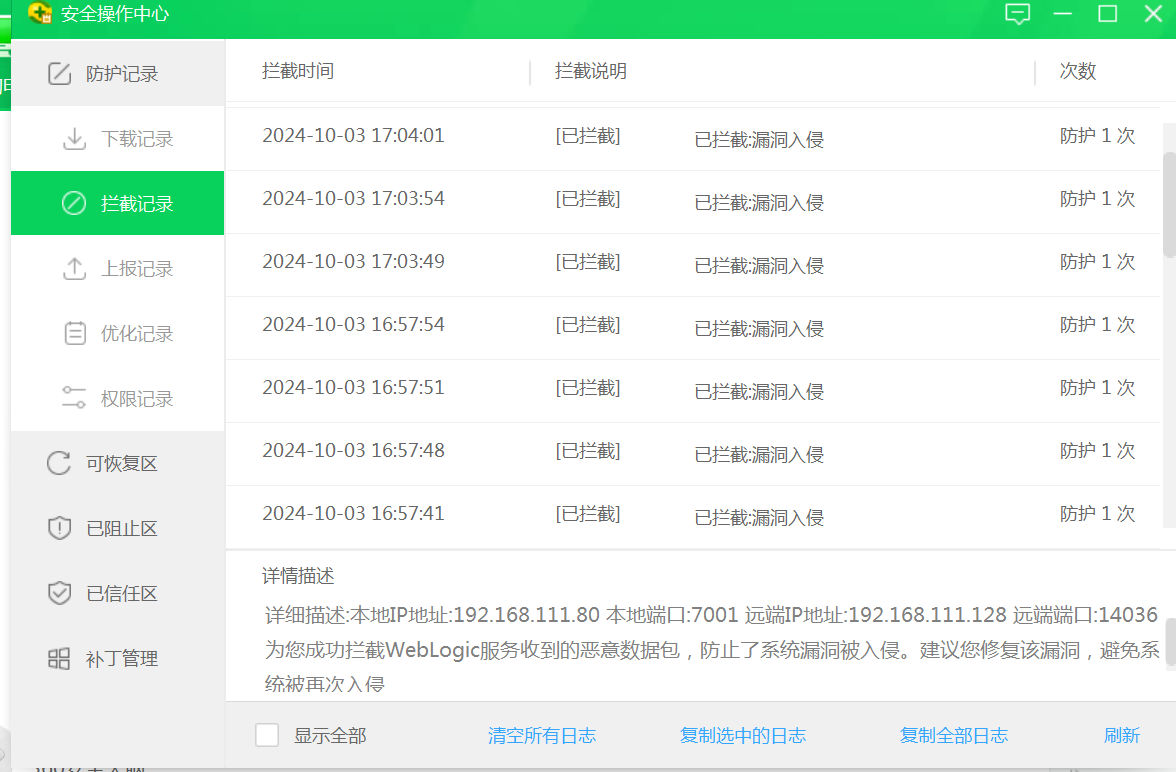 安全操作中心
防护记录
下载记录
拦截记录
上报记录
优化记录
权限记录
可恢复区
已阻止区
已信任区
补丁管理
拦截时间 拦截说明 次数
2024-10-03 17:04:01 [已拦截] 已拦截:漏洞入侵 防护 1 次
2024-10-03 17:03:54 [已拦截] 已拦截:漏洞入侵 防护 1 次
2024-10-03 17:03:49 [已拦截] 已拦截:漏洞入侵 防护 1 次
2024-10-03 16:57:54 [已拦截] 已拦截:漏洞入侵 防护 1 次
2024-10-03 16:57:51 [已拦截] 已拦截:漏洞入侵 防护 1 次
2024-10-03 16:57:48 [已拦截] 已拦截:漏洞入侵 防护 1 次
2024-10-03 16:57:41 [已拦截] 已拦截:漏洞入侵 防护 1 次
详情描述
详细描述:本地IP地址:192.168.111.80 本地端口:7001 远端IP地址:192.168.111.128 远端端口:14036
为您成功拦截WebLogic服务收到的恶意数据包，防止了系统漏洞被入侵。建议您修复该漏洞，避免系
统被再次入侵
显示全部 清空所有日志 复制选中的日志 复制全部日志 刷新